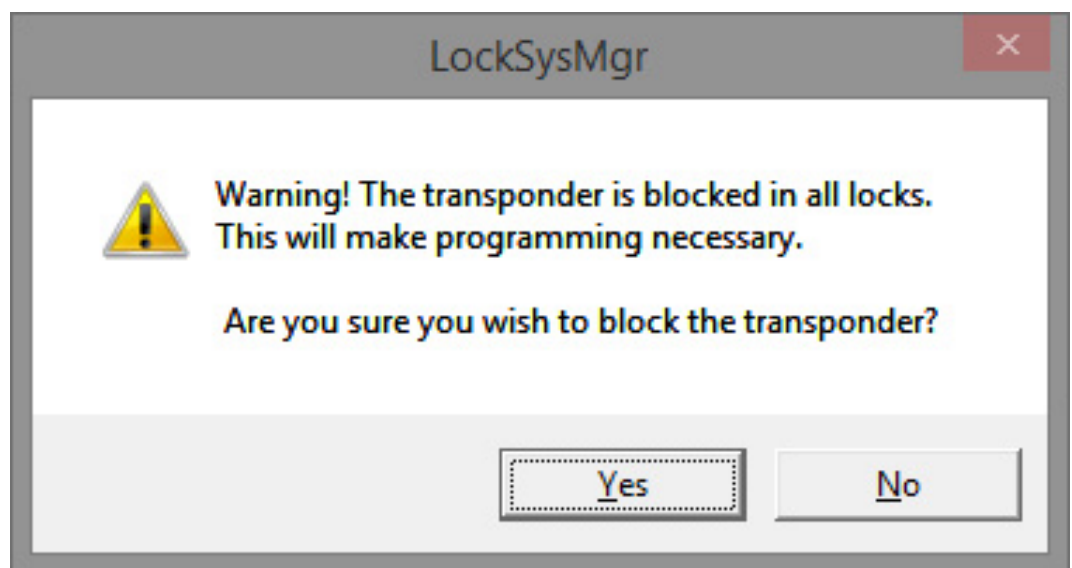 LockSysMgr
Warning! The transponder is blocked in all locks.
This will make programming necessary.
Are you sure you wish to block the transponder?
Yes
No